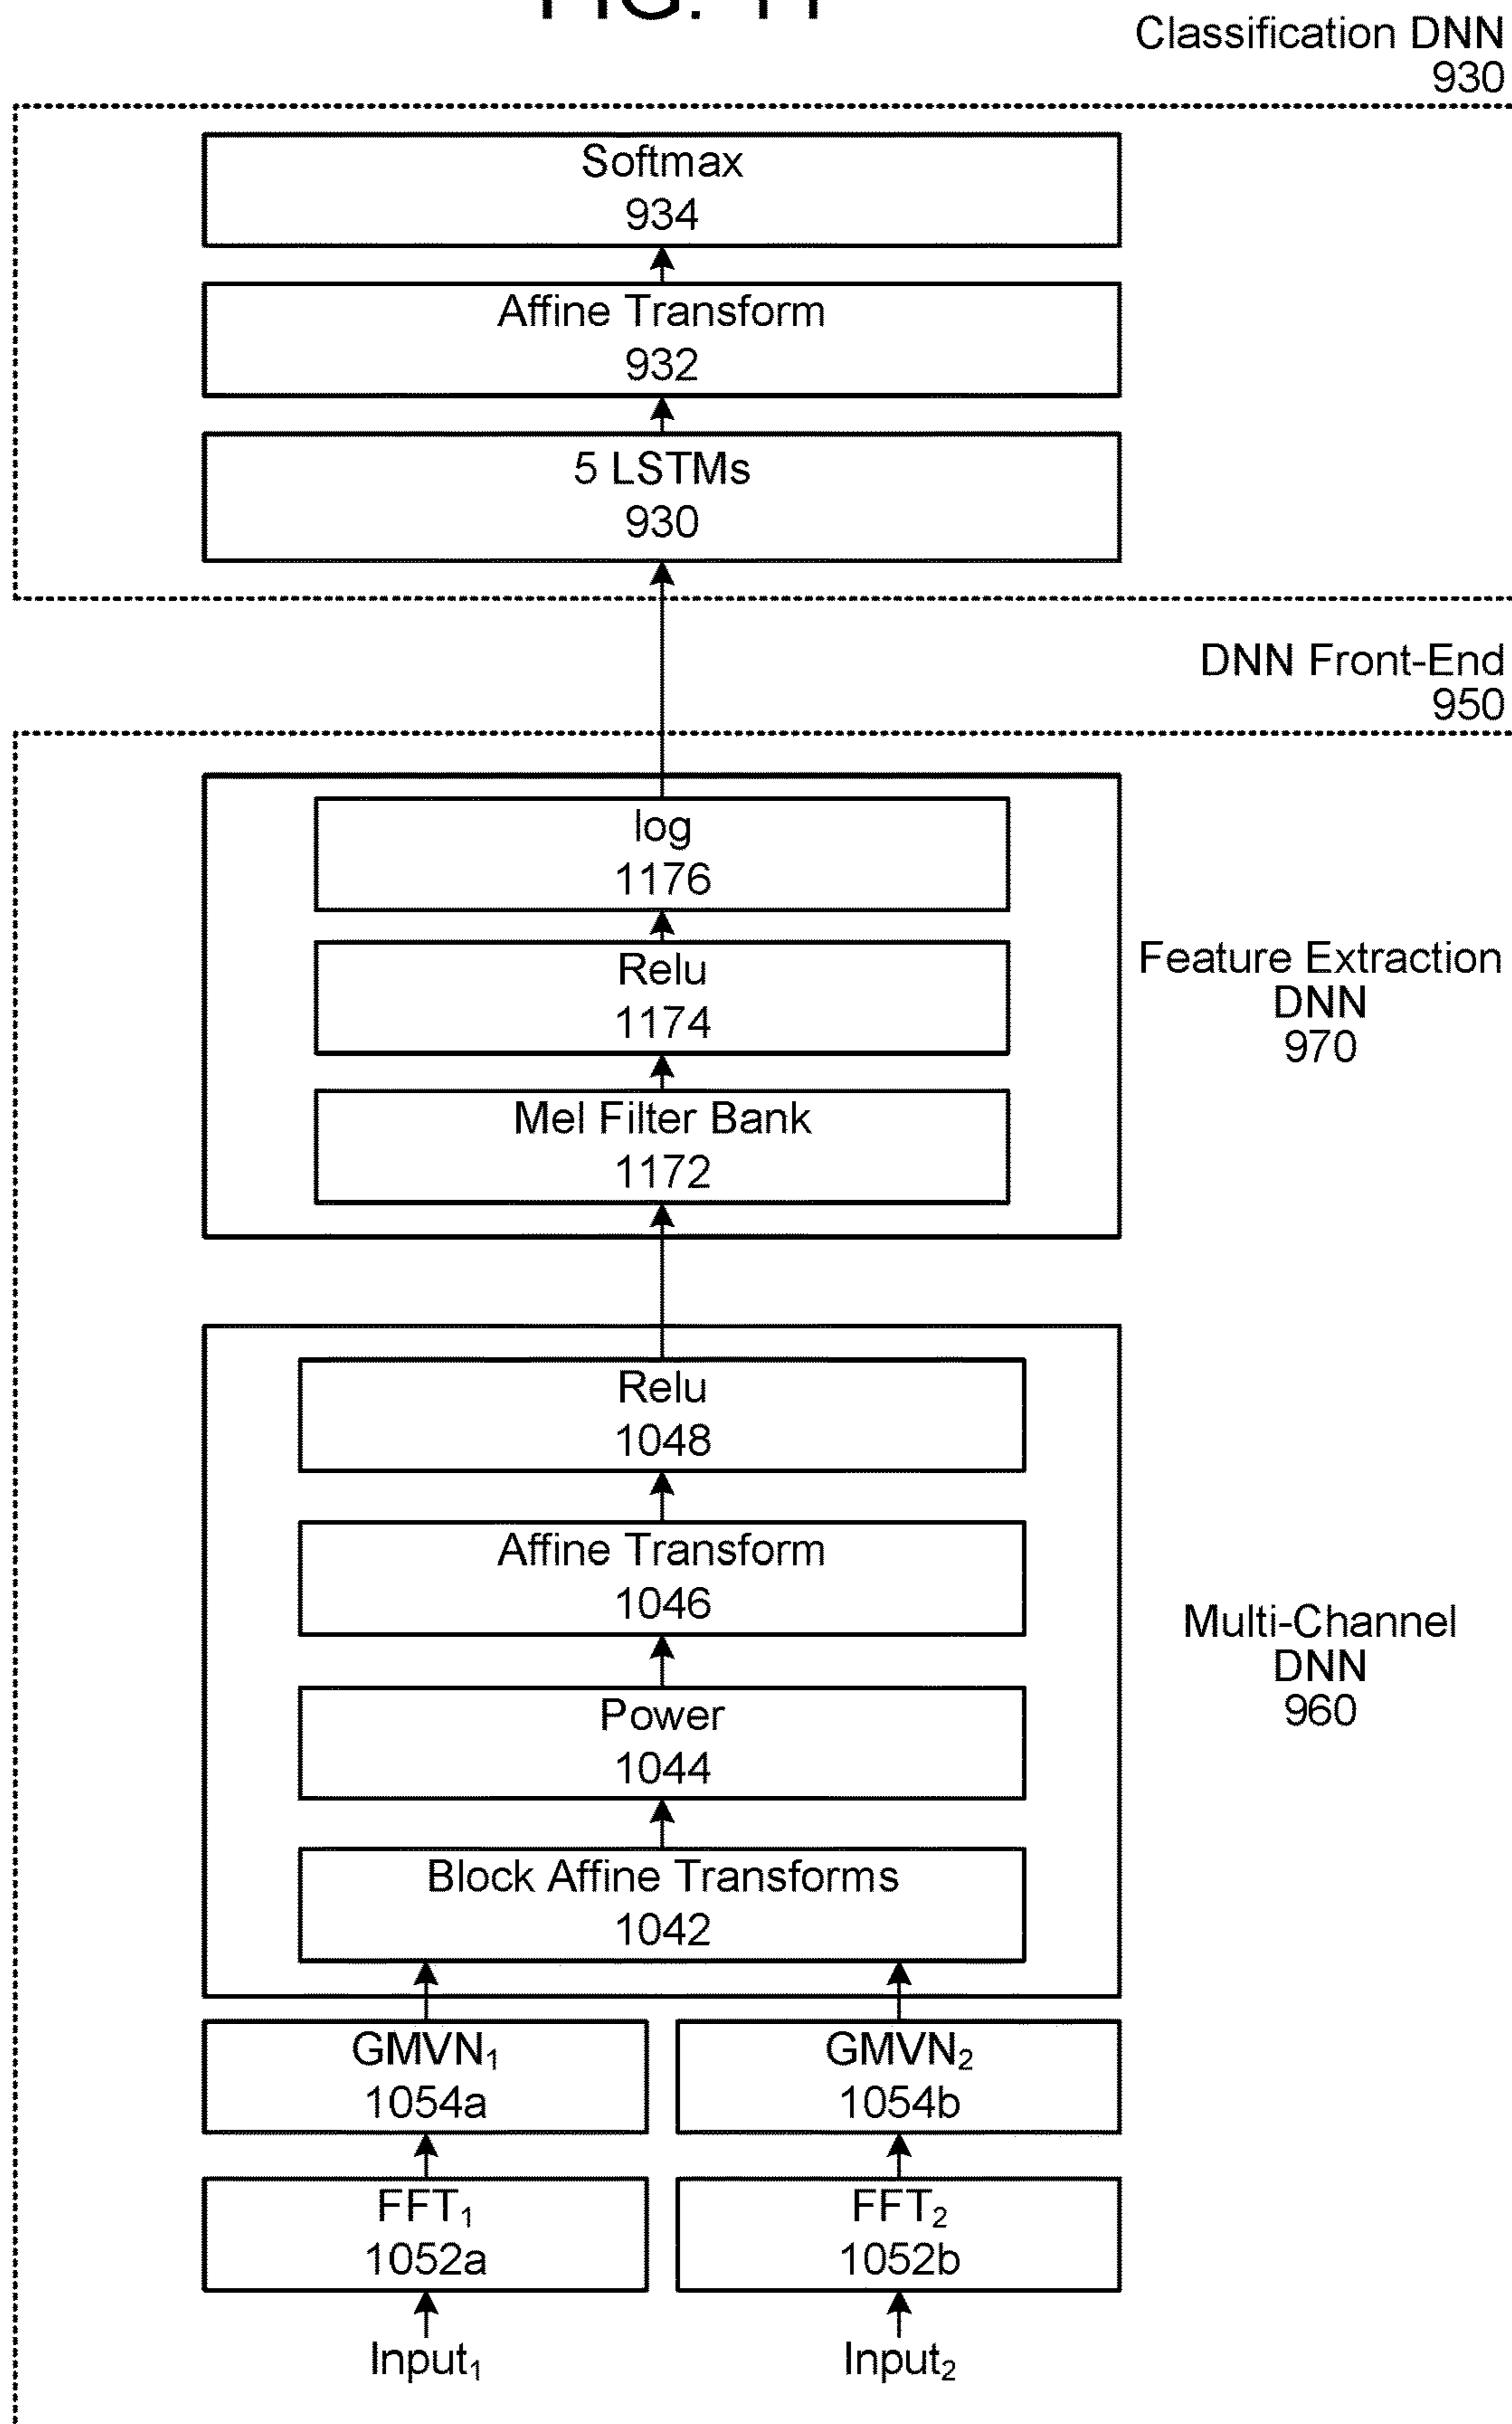 FIG. 11
Classification DNN
930
Softmax
934
Affine Transform
932
5 LSTMs
930
DNN Front-End
950
log
1176
Relu
1174
Mel Filter Bank
1172
Feature Extraction
DNN
970
Relu
1048
Affine Transform
1046
Power
1044
Block Affine Transforms
1042
Multi-Channel
DNN
960
GMVN₁
1054a
GMVN₂
1054b
FFT₁
1052a
FFT₂
1052b
Input₁
Input₂